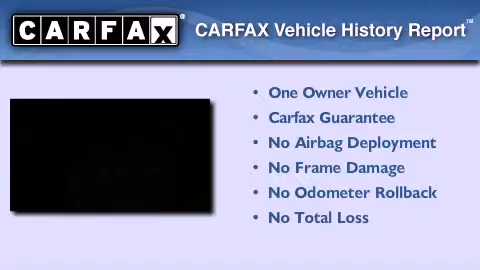 CARFAX® CARFAX Vehicle History Report™
• One Owner Vehicle
• Carfax Guarantee
• No Airbag Deployment
• No Frame Damage
• No Odometer Rollback
• No Total Loss